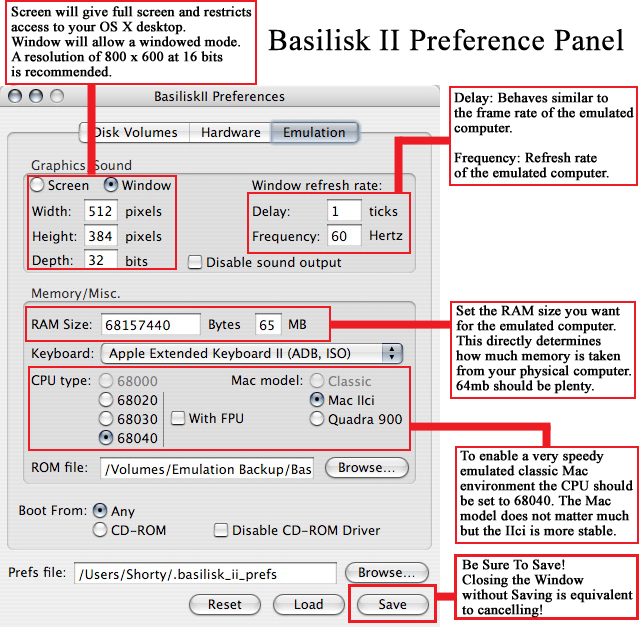 Screen will give full screen and restricts
access to your OS X desktop.
Window will allow a windowed mode.
A resolution of 800 x 600 at 16 bits
is recommended.
Basilisk II Preference Panel
BasiliskII Preferences
Disk Volumes
Hardware
Emulation
Delay: Behaves similar to
the frame rate of the emulated
computer.
Frequency: Refresh rate
of the emulated computer.
Graphics/Sound
Screen
Window
Width: 512 pixels
Height: 384 pixels
Depth: 32 bits
Window refresh rate:
Delay: 1 ticks
Frequency: 60 Hertz
Disable sound output
Memory/Misc.
RAM Size: 68157440 Bytes 65 MB
Keyboard: Apple Extended Keyboard II (ADB, ISO)
Set the RAM size you want
for the emulated computer.
This directly determines
how much memory is taken
from your physical computer.
64mb should be plenty.
CPU type: 68000
68020
68030
68040
With FPU
Mac model: Classic
Mac IIci
Quadra 900
ROM file: /Volumes/Emulation Backup/Bas
Browse...
To enable a very speedy
emulated classic Mac
environment the CPU should
be set to 68040. The Mac
model does not matter much
but the IIci is more stable.
Boot From: Any
CD-ROM
Disable CD-ROM Driver
Prefs file: /Users/Shorty/.basilisk_ii_prefs
Browse...
Reset
Load
Save
Be Sure To Save!
Closing the Window
without Saving is equivalent
to cancelling!